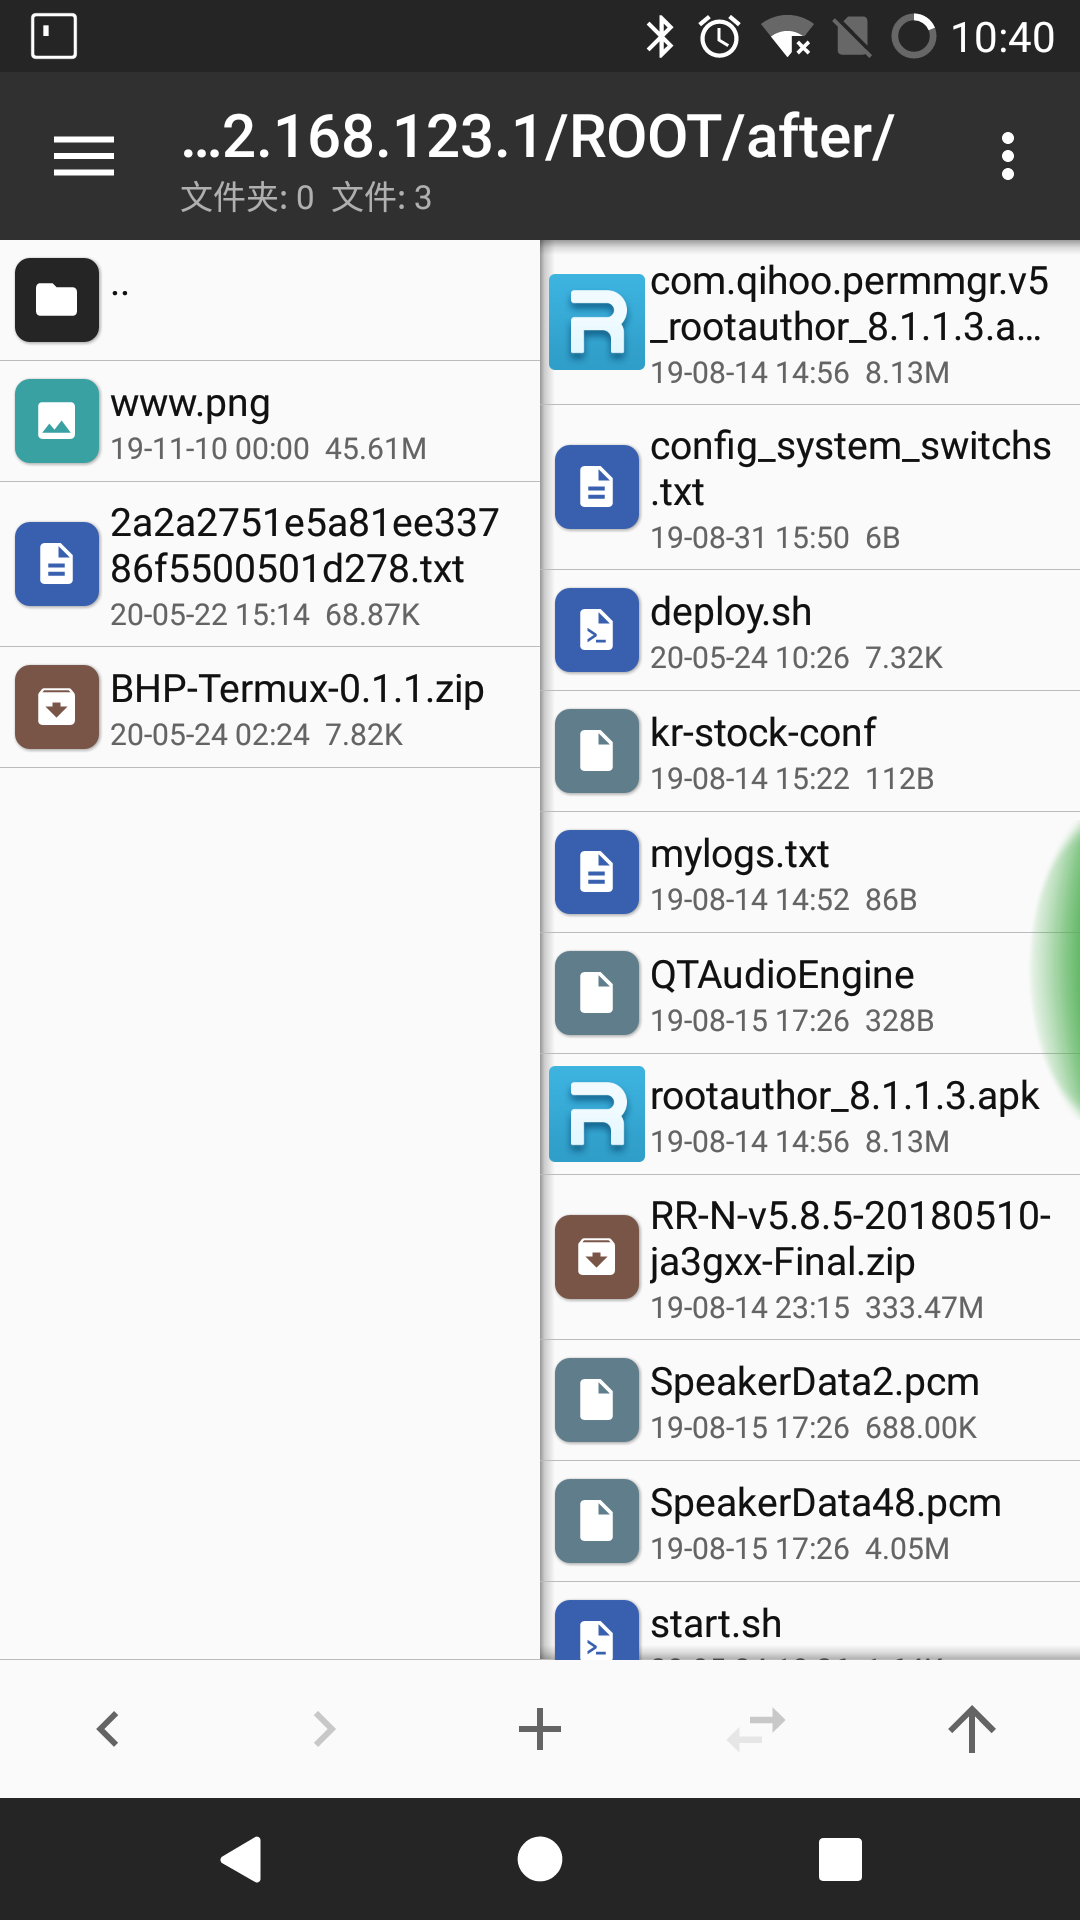 10:40
…2.168.123.1/ROOT/after/
文件夹: 0 文件: 3
..
www.png
19-11-10 00:00 45.61M
2a2a2751e5a81ee337
86f5500501d278.txt
20-05-22 15:14 68.87K
BHP-Termux-0.1.1.zip
20-05-24 02:24 7.82K
com.qihoo.permmgr.v5
_rootauthor_8.1.1.3.a…
19-08-14 14:56 8.13M
config_system_switchs
.txt
19-08-31 15:50 6B
deploy.sh
20-05-24 10:26 7.32K
kr-stock-conf
19-08-14 15:22 112B
mylogs.txt
19-08-14 14:52 86B
QTAudioEngine
19-08-15 17:26 328B
rootauthor_8.1.1.3.apk
19-08-14 14:56 8.13M
RR-N-v5.8.5-20180510-
ja3gxx-Final.zip
19-08-14 23:15 333.47M
SpeakerData2.pcm
19-08-15 17:26 688.00K
SpeakerData48.pcm
19-08-15 17:26 4.05M
start.sh